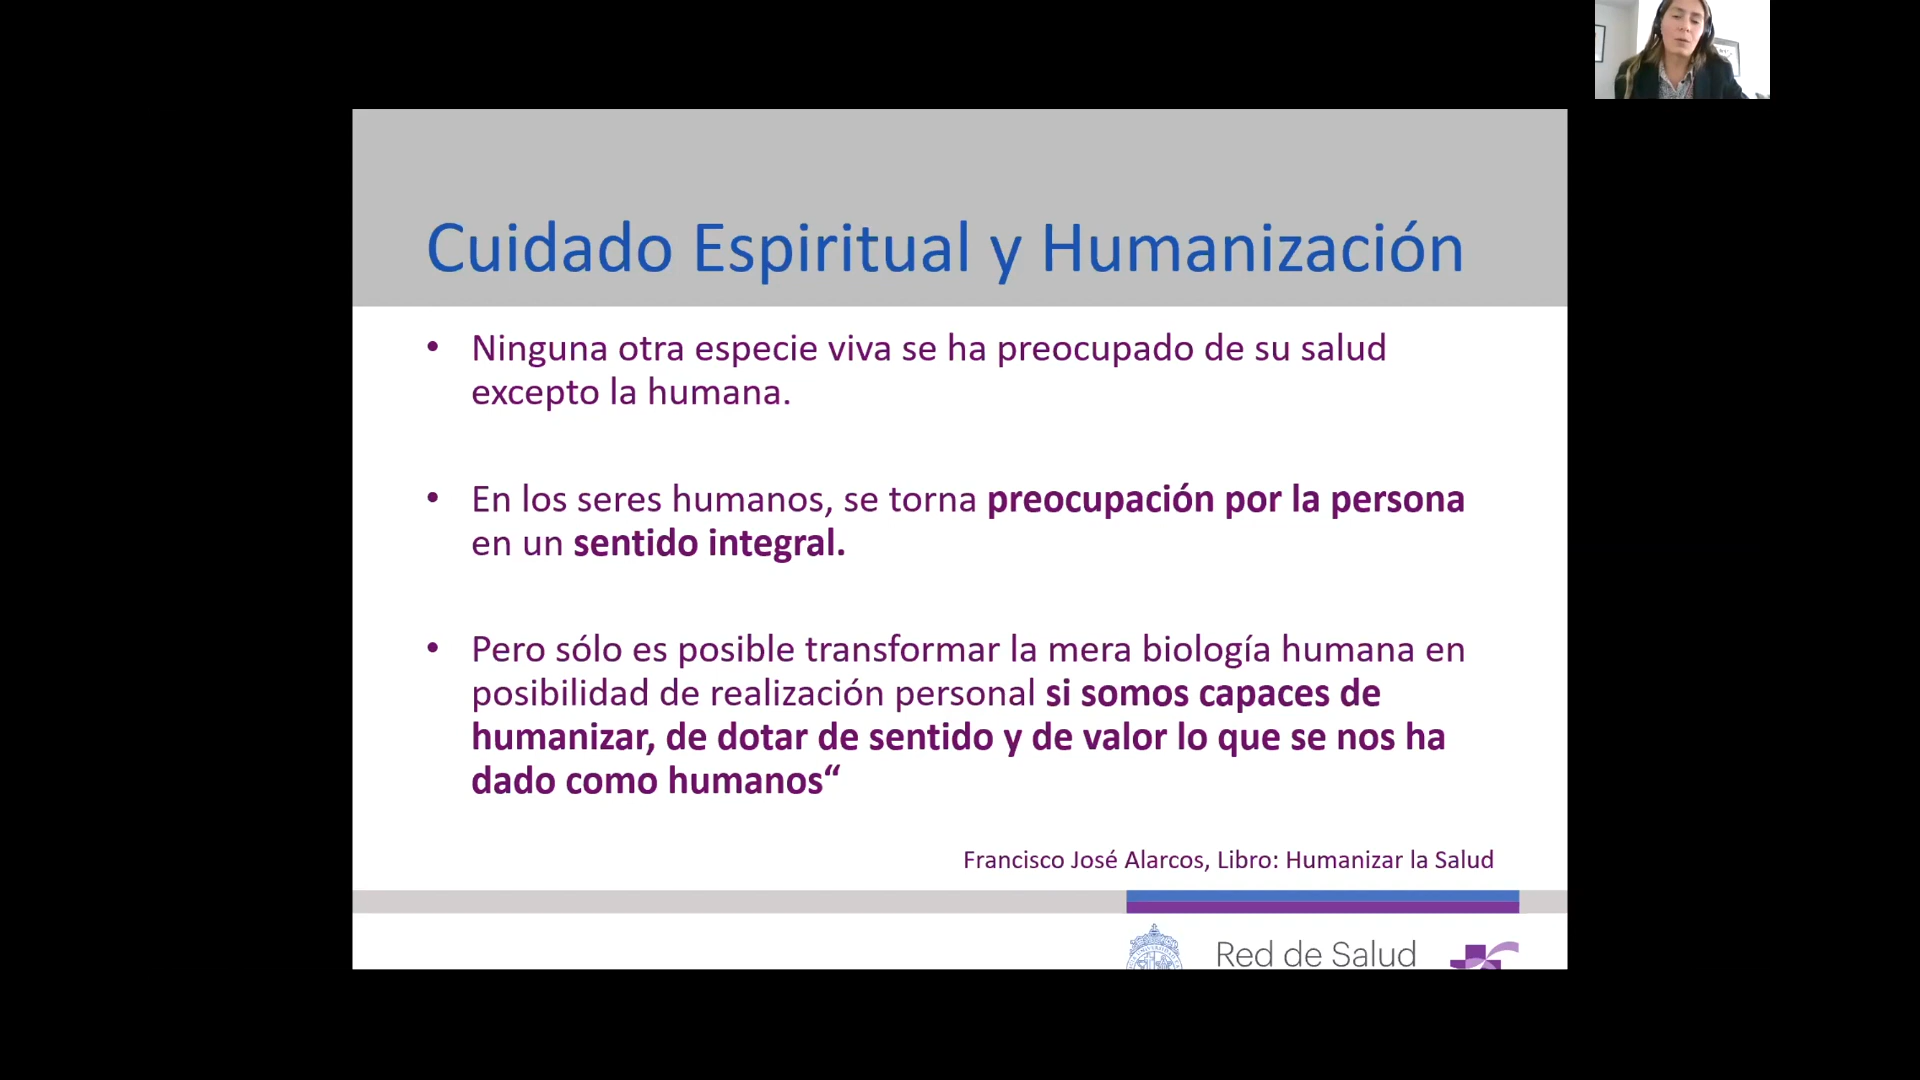 Cuidado Espiritual y Humanización
• Ninguna otra especie viva se ha preocupado de su salud
excepto la humana.
• En los seres humanos, se torna preocupación por la persona
en un sentido integral.
• Pero sólo es posible transformar la mera biología humana en
posibilidad de realización personal si somos capaces de
humanizar, de dotar de sentido y de valor lo que se nos ha
dado como humanos“
Francisco José Alarcos, Libro: Humanizar la Salud
Red de Salud